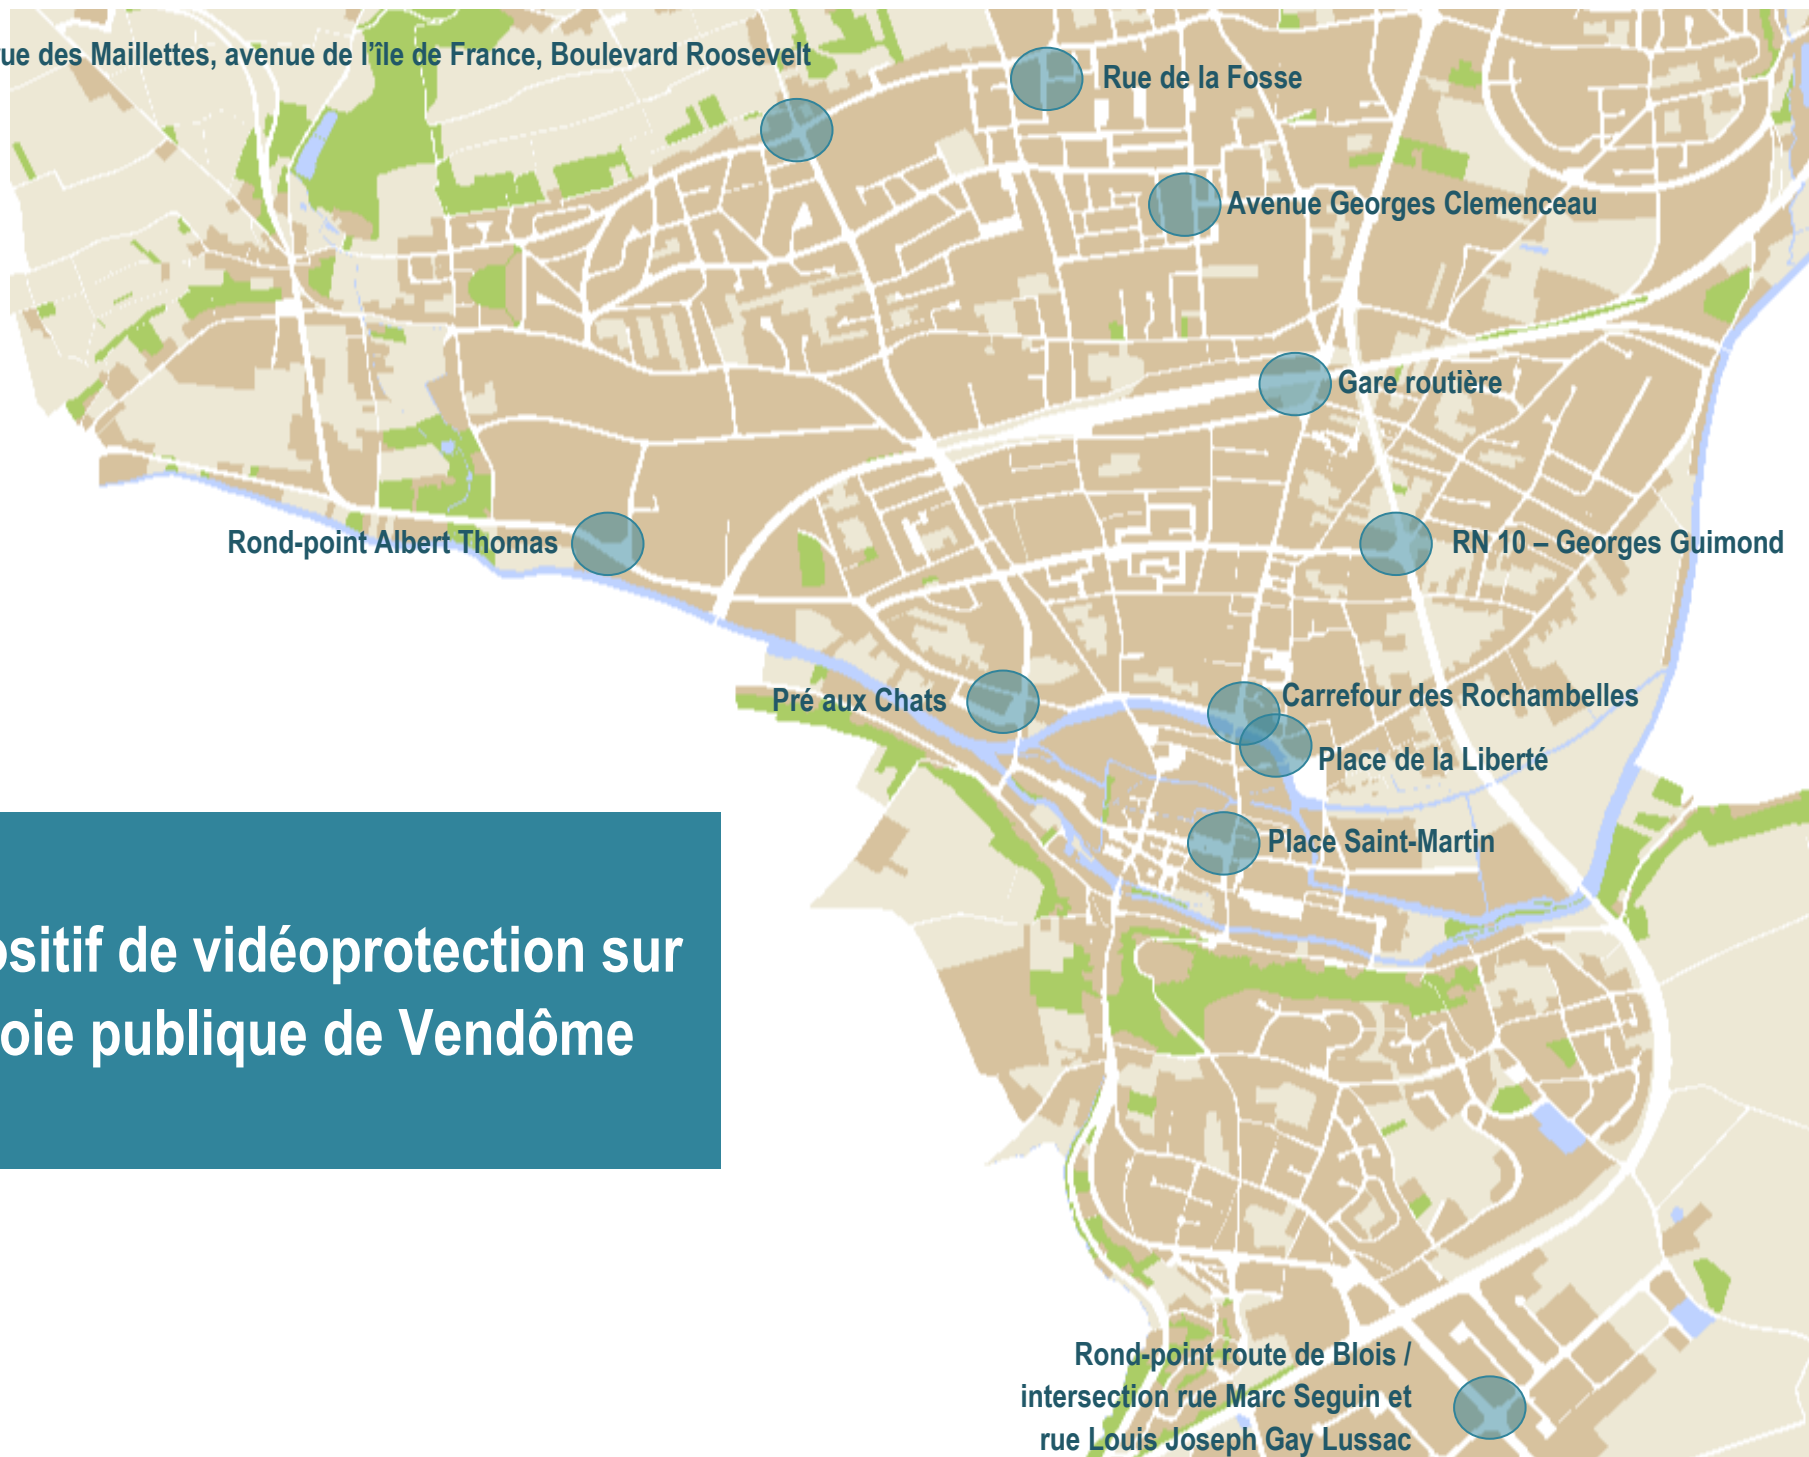 ue des Maillettes, avenue de l’île de France, Boulevard Roosevelt
Rue de la Fosse
Avenue Georges Clemenceau
Gare routière
Rond-point Albert Thomas
RN 10 – Georges Guimond
Pré aux Chats
Carrefour des Rochambelles
Place de la Liberté
Place Saint-Martin
ositif de vidéoprotection sur
oie publique de Vendôme
Rond-point route de Blois /
intersection rue Marc Seguin et
rue Louis Joseph Gay Lussac